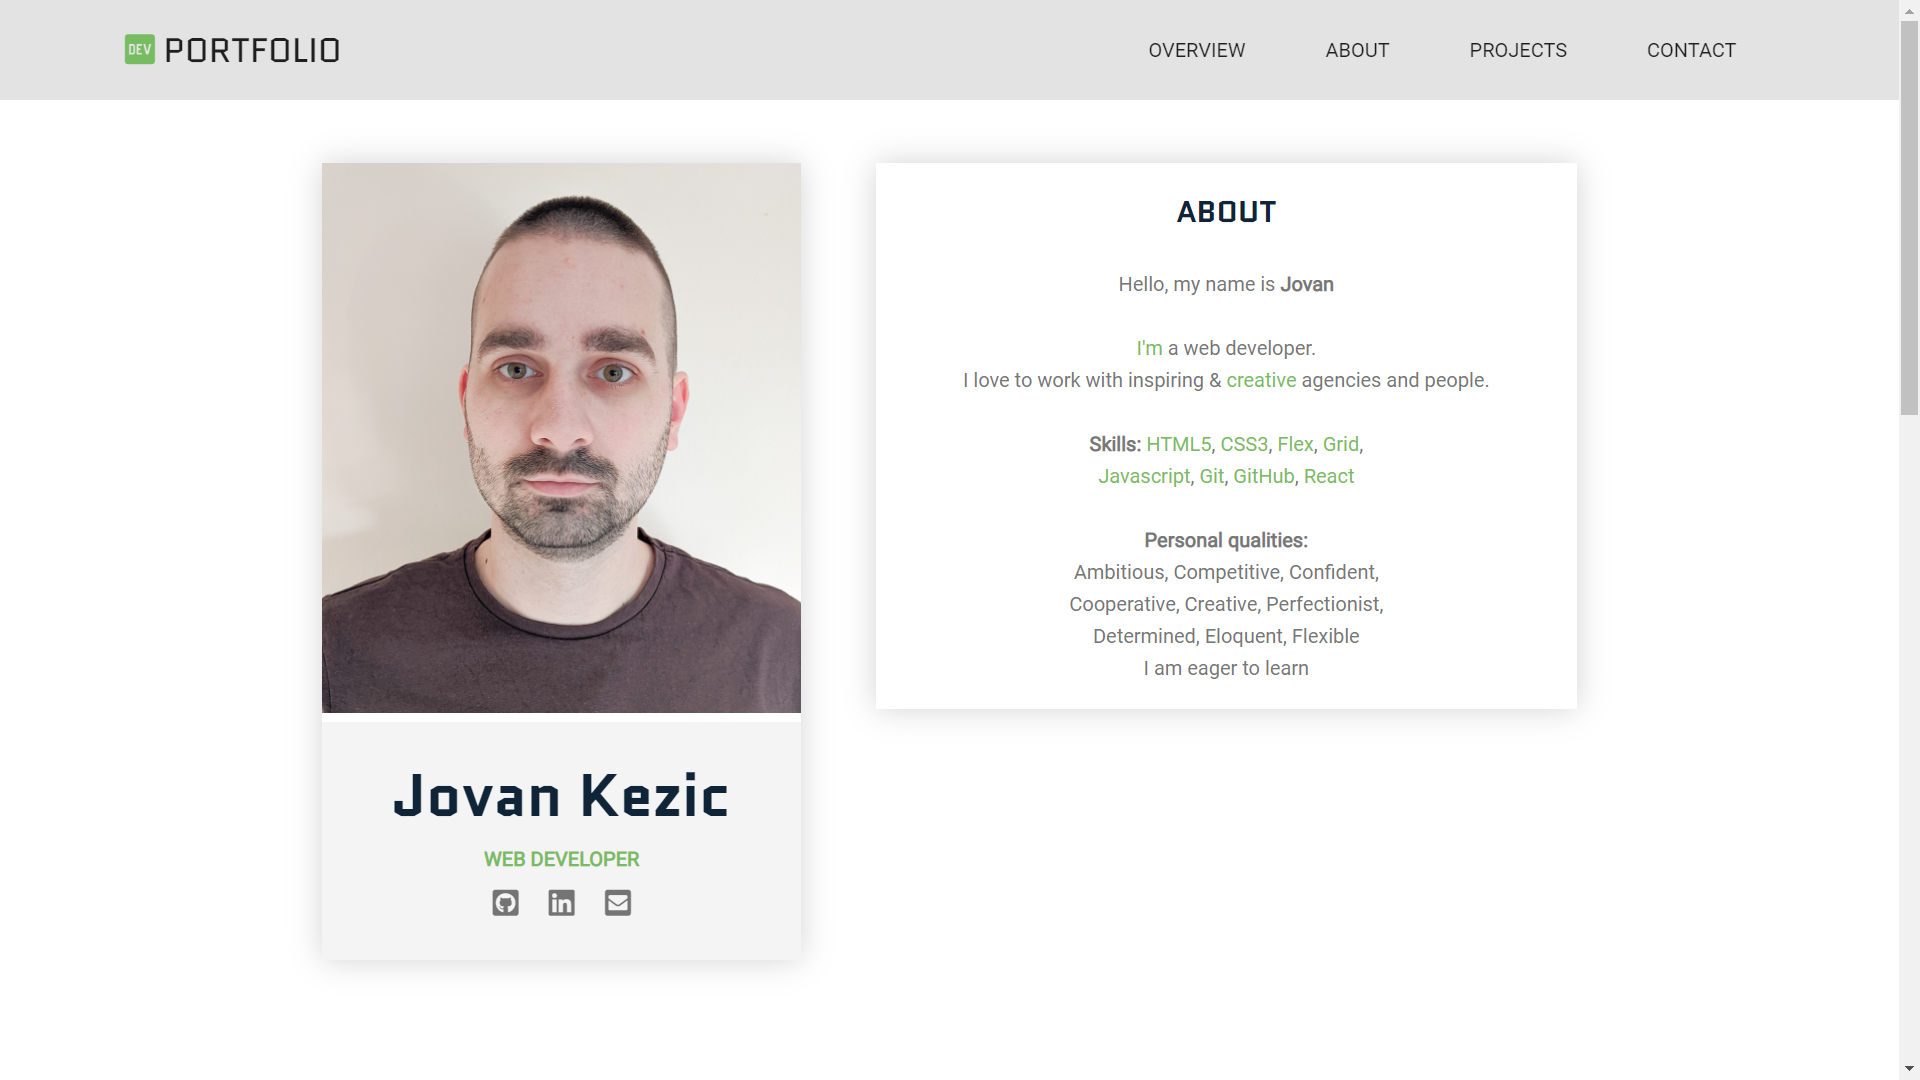 DEV PORTFOLIO
OVERVIEW ABOUT PROJECTS CONTACT
Jovan Kezic
WEB DEVELOPER
in
ABOUT
Hello, my name is Jovan
I'm a web developer.
I love to work with inspiring & creative agencies and people.
Skills: HTML5, CSS3, Flex, Grid,
Javascript, Git, GitHub, React
Personal qualities:
Ambitious, Competitive, Confident,
Cooperative, Creative, Perfectionist,
Determined, Eloquent, Flexible
I am eager to learn